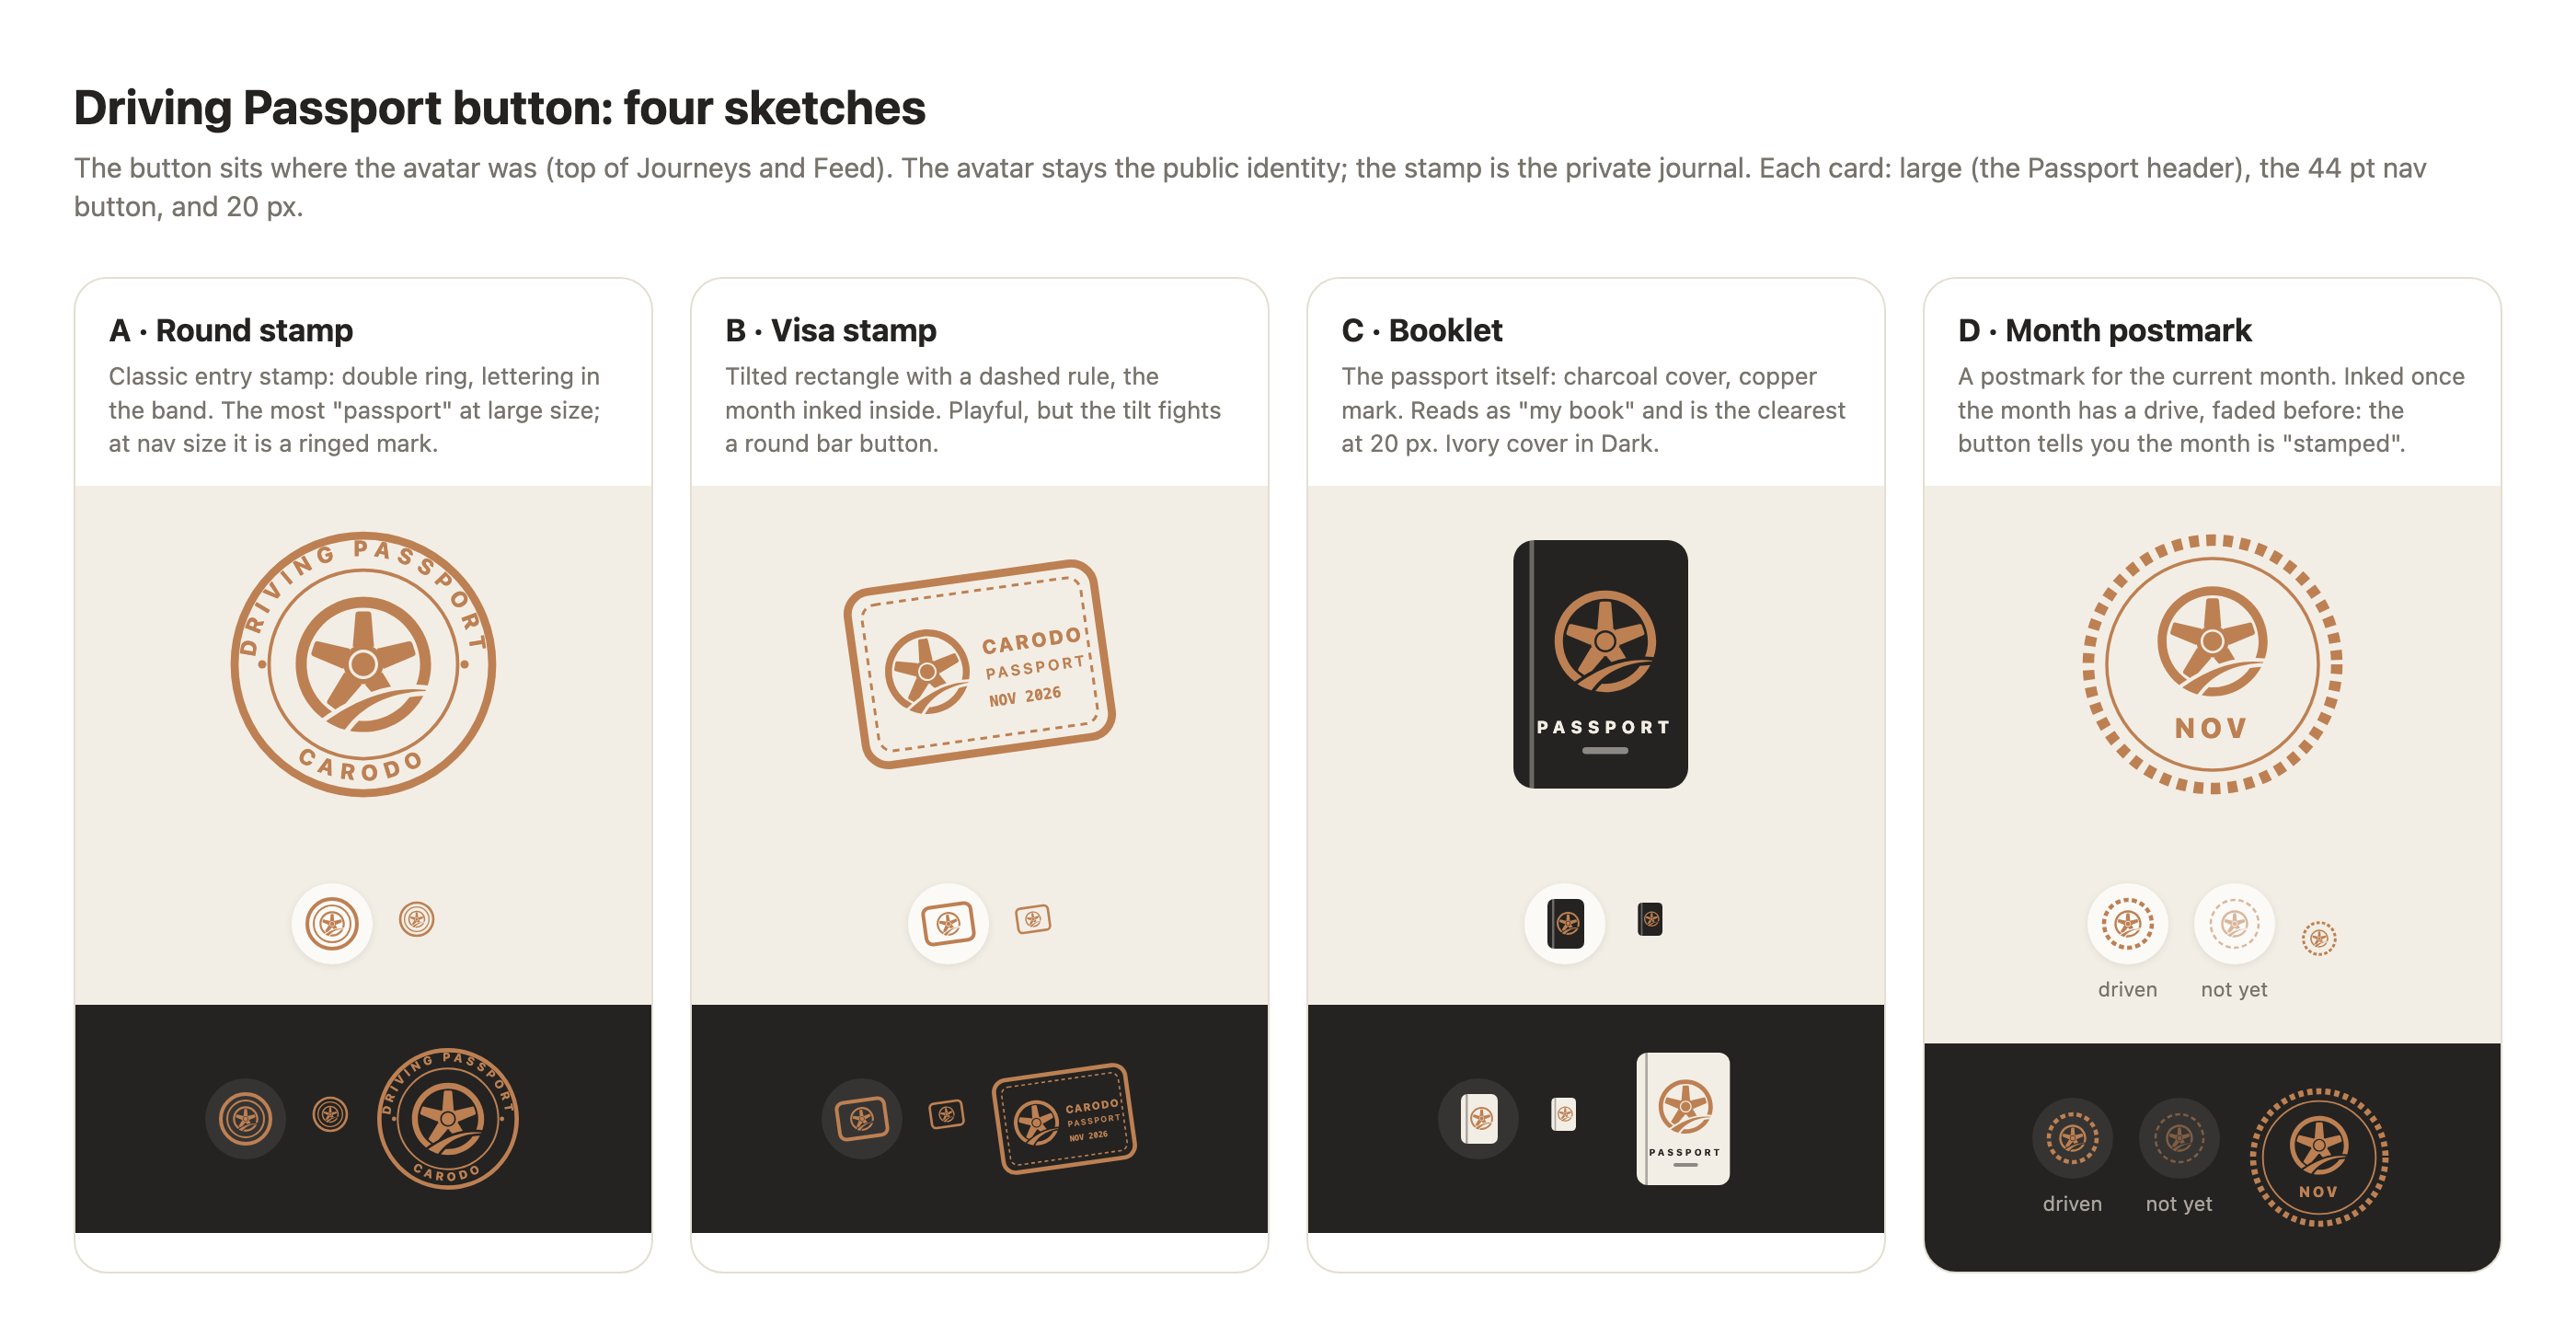 Driving Passport button: four sketches
The button sits where the avatar was (top of Journeys and Feed). The avatar stays the public identity; the stamp is the private journal. Each card: large (the Passport header), the 44 pt nav
button, and 20 px.
A · Round stamp
Classic entry stamp: double ring, lettering in
the band. The most "passport" at large size;
at nav size it is a ringed mark.
DRIVING PASSPORT
CARODO
DRIVING PASSPORT
CARODO
B · Visa stamp
Tilted rectangle with a dashed rule, the
month inked inside. Playful, but the tilt fights
a round bar button.
CARODO
PASSPORT
NOV 2026
CARODO
PASSPORT
NOV 2026
C · Booklet
The passport itself: charcoal cover, copper
mark. Reads as "my book" and is the clearest
at 20 px. Ivory cover in Dark.
PASSPORT
PASSPORT
D · Month postmark
A postmark for the current month. Inked once
the month has a drive, faded before: the
button tells you the month is "stamped".
NOV
driven
not yet
driven
not yet
NOV